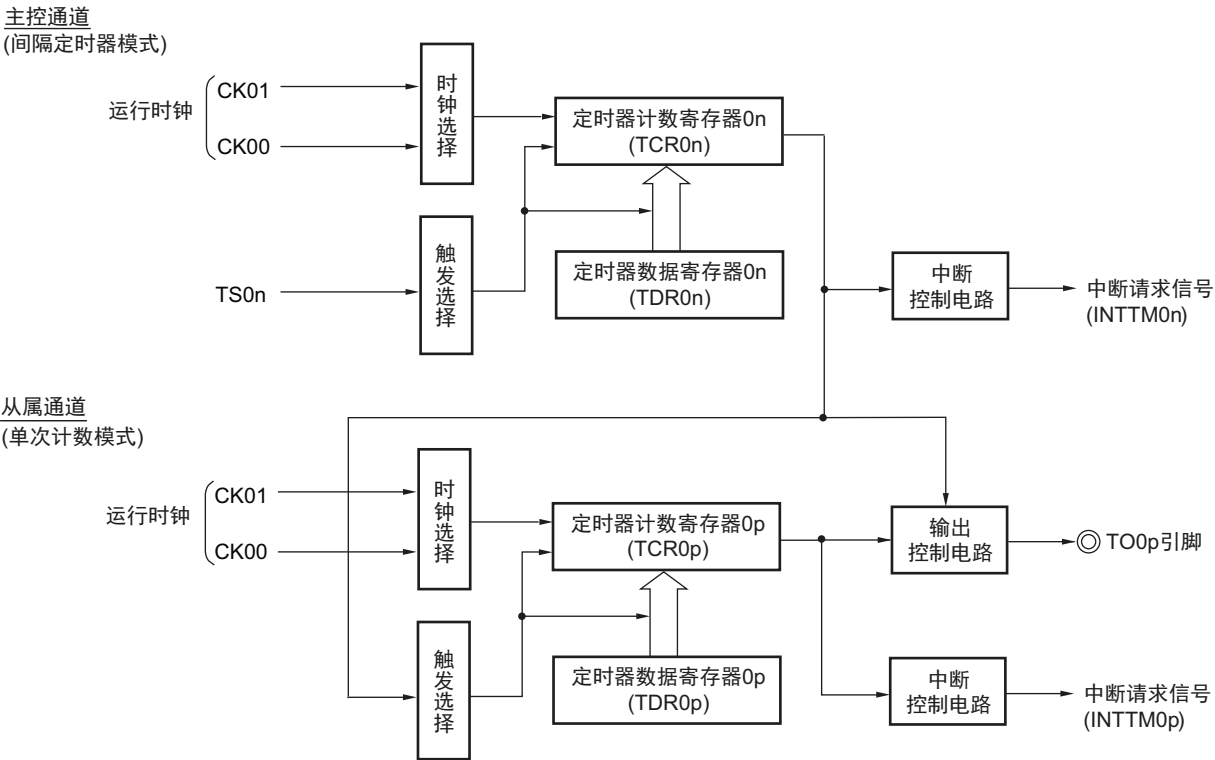 主控通道
(间隔定时器模式)
运行时钟
CK01
CK00
时钟选择
定时器计数寄存器0n
(TCR0n)
TS0n
触发选择
定时器数据寄存器0n
(TDR0n)
中断
控制电路
中断请求信号
(INTTM0n)
从属通道
(单次计数模式)
运行时钟
CK01
CK00
时钟选择
定时器计数寄存器0p
(TCR0p)
输出
控制电路
TO0p引脚
触发选择
定时器数据寄存器0p
(TDR0p)
中断
控制电路
中断请求信号
(INTTM0p)